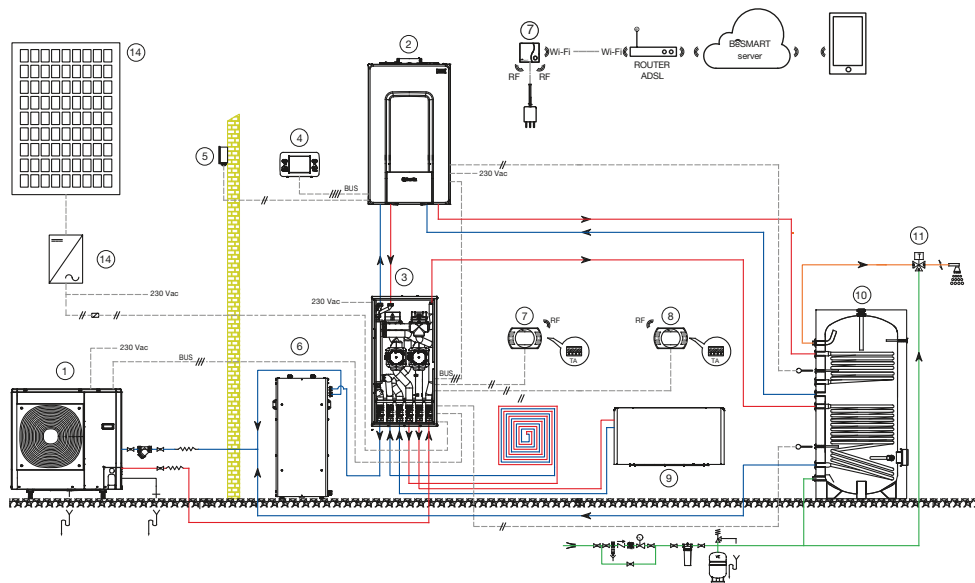 14
2
7
Wi-Fi
Wi-Fi
RF
RF
ROUTER
ADSL
BeSMART
server
4
5
BUS
230 Vac
14
11
3
10
230 Vac
230 Vac
7
RF
TA
RF
8
TA
6
230 Vac
BUS
1
BUS
9